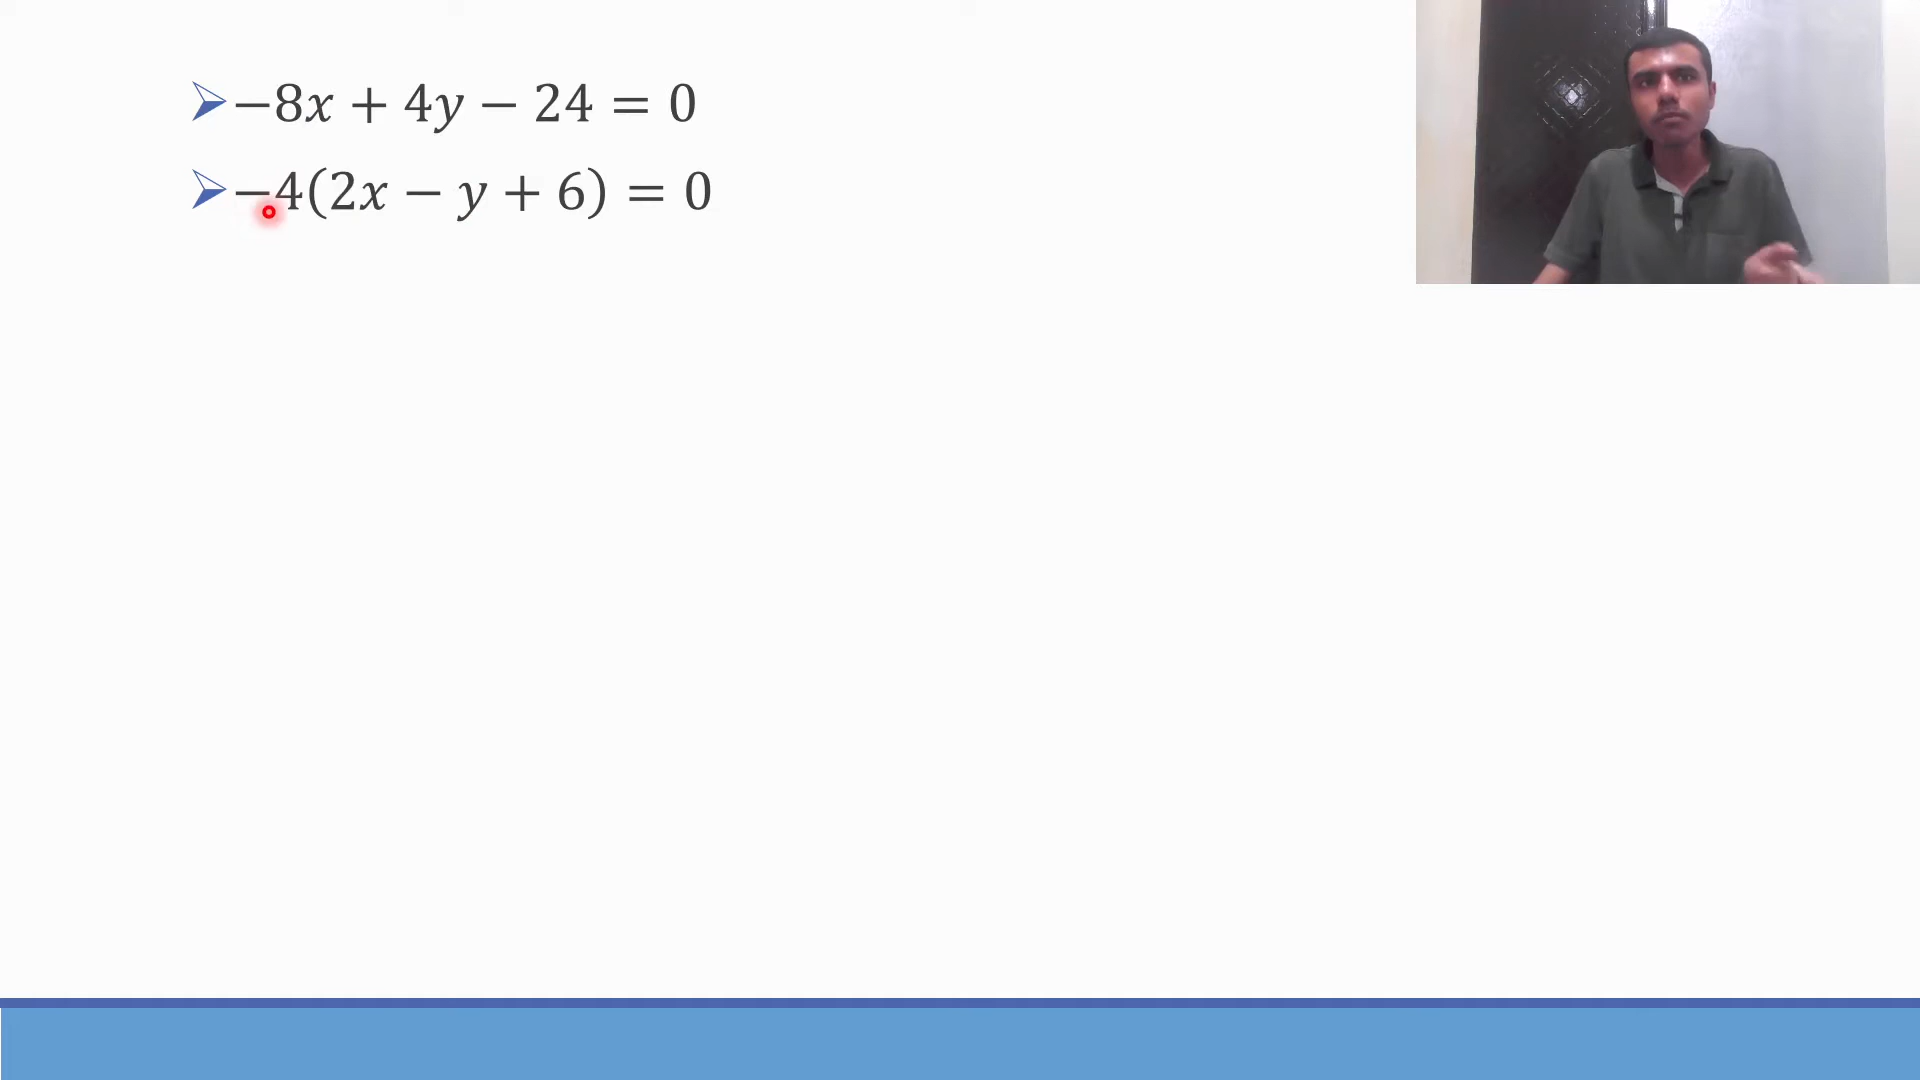 −8x + 4y − 24 = 0
−4(2x − y + 6) = 0